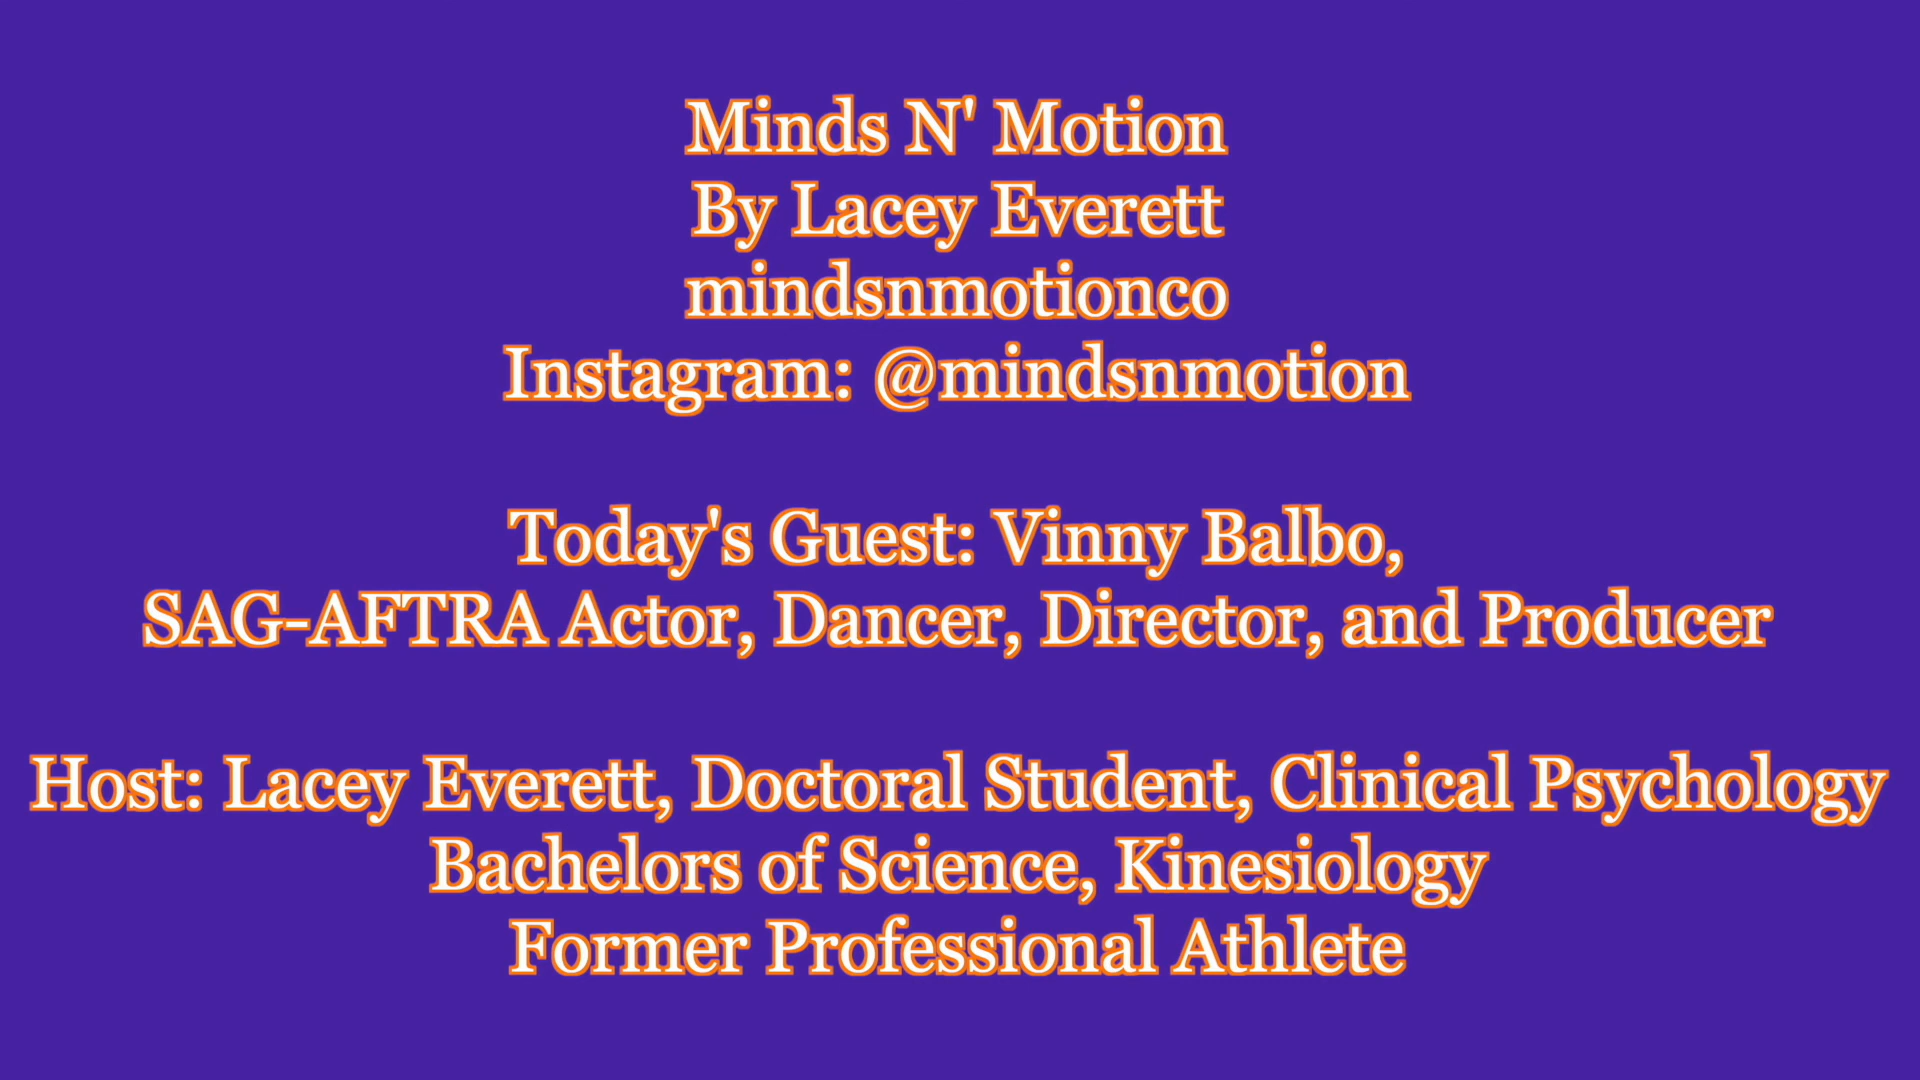 Minds N' Motion
By Lacey Everett
mindsnmotionco
Instagram: @mindsnmotion
Today's Guest: Vinny Balbo,
SAG-AFTRA Actor, Dancer, Director, and Producer
Host: Lacey Everett, Doctoral Student, Clinical Psychology
Bachelors of Science, Kinesiology
Former Professional Athlete